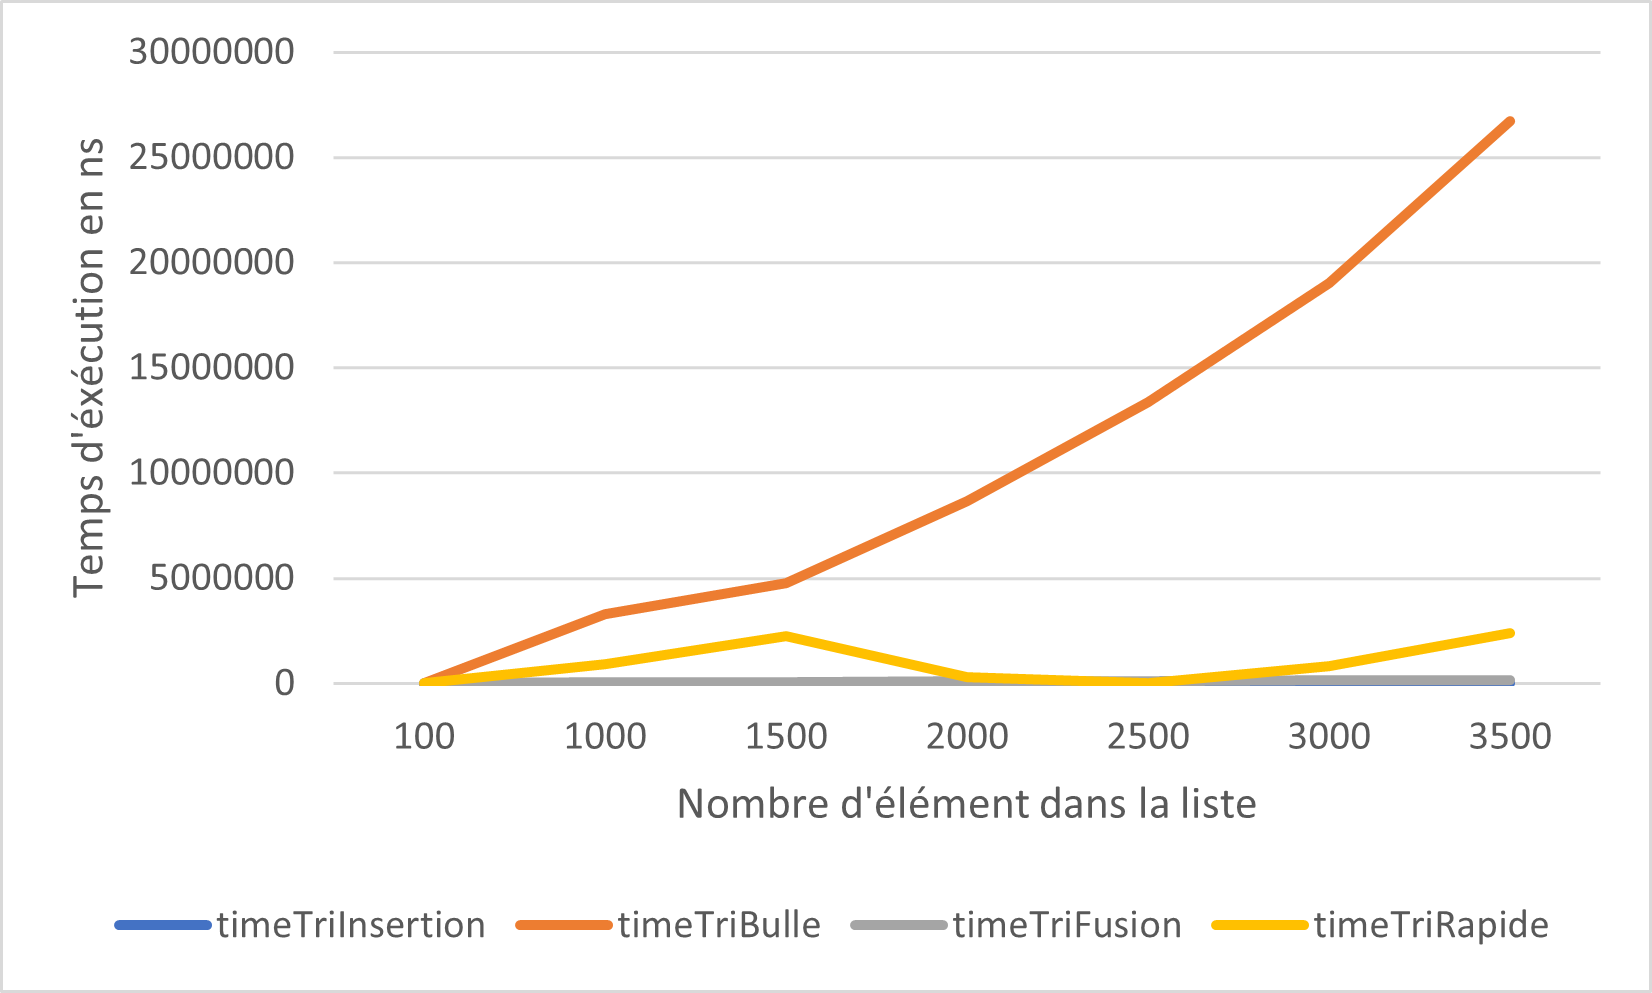 30000000
25000000
20000000
15000000
10000000
5000000
0
Temps d'éxécution en ns
100 1000 1500 2000 2500 3000 3500
Nombre d'élément dans la liste
timeTriInsertion timeTriBulle timeTriFusion timeTriRapide